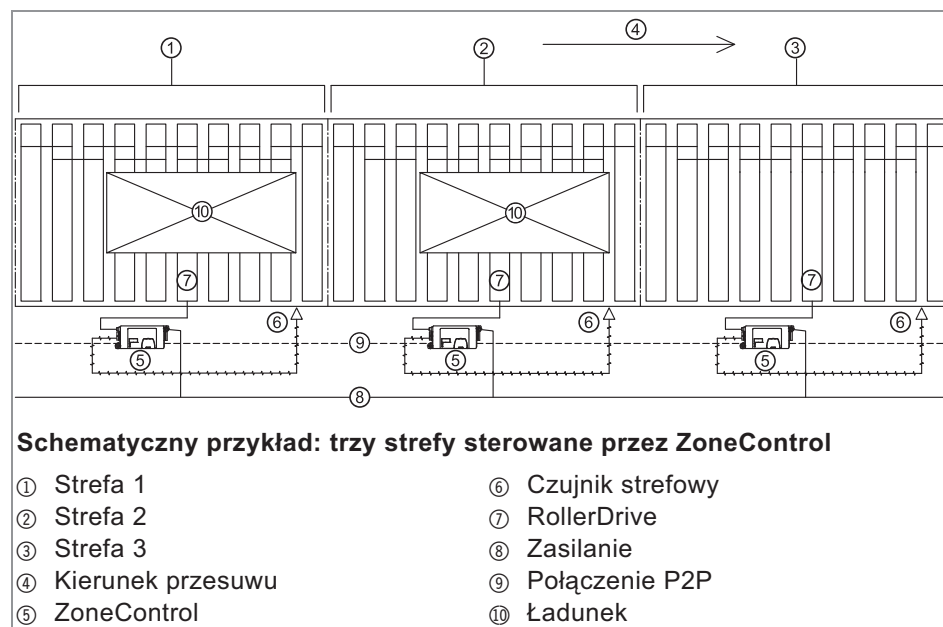 ① ② ④ ③
⑩ ⑩
⑦ ⑦ ⑦
⑥ ⑥ ⑥
⑨
⑤ ⑤ ⑤
⑧
Schematyczny przykład: trzy strefy sterowane przez ZoneControl
① Strefa 1
② Strefa 2
③ Strefa 3
④ Kierunek przesuwu
⑤ ZoneControl
⑥ Czujnik strefowy
⑦ RollerDrive
⑧ Zasilanie
⑨ Połączenie P2P
⑩ Ładunek